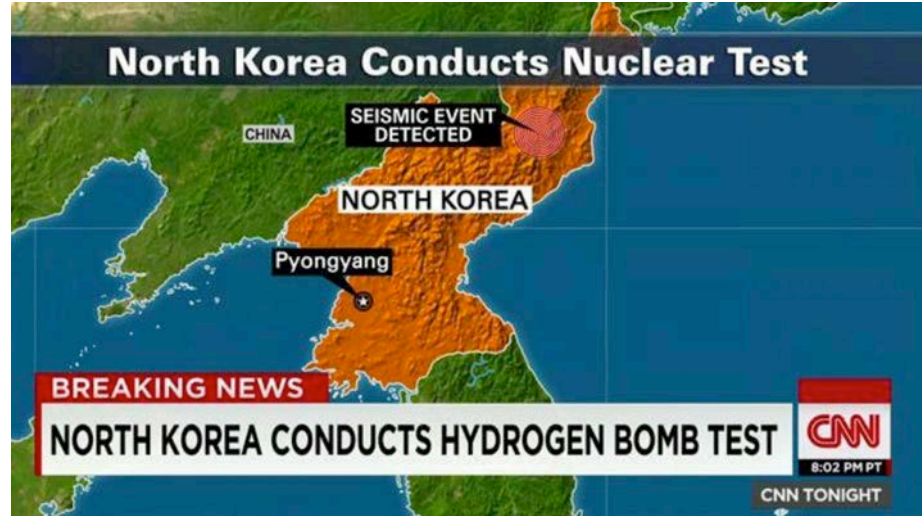 North Korea Conducts Nuclear Test
SEISMIC EVENT
DETECTED
CHINA
NORTH KOREA
Pyongyang
BREAKING NEWS
NORTH KOREA CONDUCTS HYDROGEN BOMB TEST
CNN
8:02 PM PT
CNN TONIGHT